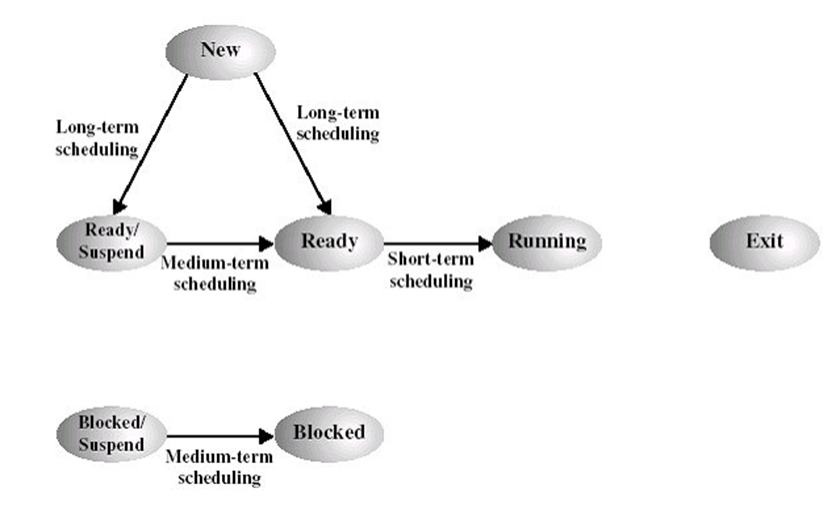 New
Long-term
scheduling
Long-term
scheduling
Ready/
Suspend
Medium-term
scheduling
Ready
Short-term
scheduling
Running
Exit
Blocked/
Suspend
Medium-term
scheduling
Blocked